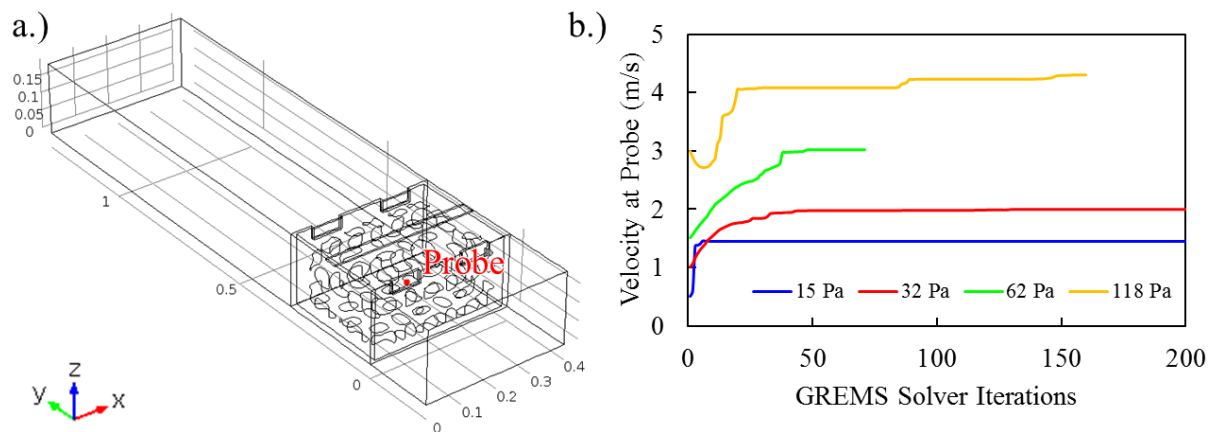 a.)
0.15
0.1
0.05
0
1
0.5
0
Probe
0.4
0.3
0.2
0.1
0
z
y
x
b.)
Velocity at Probe (m/s)
5
4
3
2
1
0
15 Pa 32 Pa 62 Pa 118 Pa
0 50 100 150 200
GREMS Solver Iterations